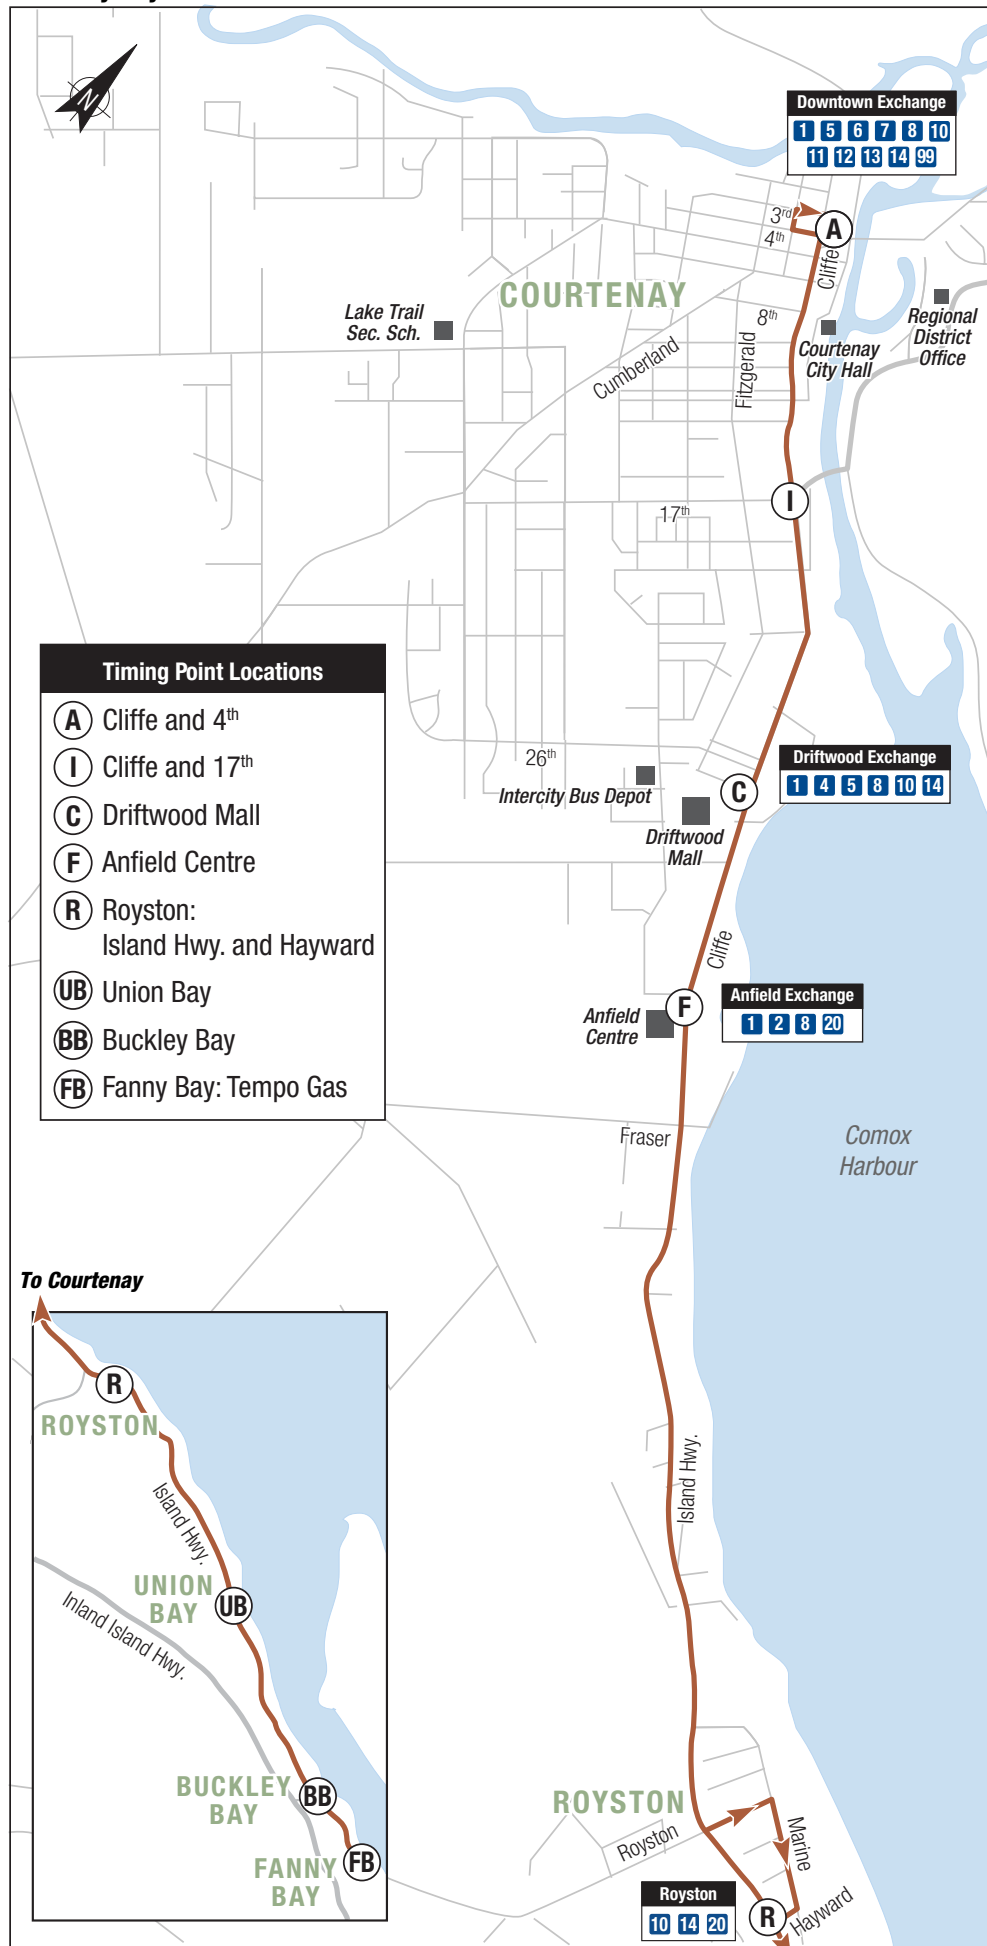 N
Downtown Exchange
1 5 6 7 8 10
11 12 13 14 99
3rd
4th
A
Cliffe
COURTENAY
Lake Trail
Sec. Sch.
8th
Regional
District
Office
Courtenay
City Hall
Cumberland
Fitzgerald
I
17th
Timing Point Locations
A Cliffe and 4th
I Cliffe and 17th
C Driftwood Mall
F Anfield Centre
R Royston:
Island Hwy. and Hayward
UB Union Bay
BB Buckley Bay
FB Fanny Bay: Tempo Gas
26th
Intercity Bus Depot
Driftwood Exchange
1 4 5 8 10 14
C
Driftwood
Mall
Cliffe
Anfield Exchange
1 2 8 20
F
Anfield
Centre
Fraser
Comox
Harbour
To Courtenay
R
ROYSTON
Island Hwy.
UNION
BAY
UB
Inland Island Hwy.
BUCKLEY
BAY
BB
FANNY
BAY
FB
Island Hwy.
ROYSTON
Royston
Marine
Hayward
Royston
10 14 20
R